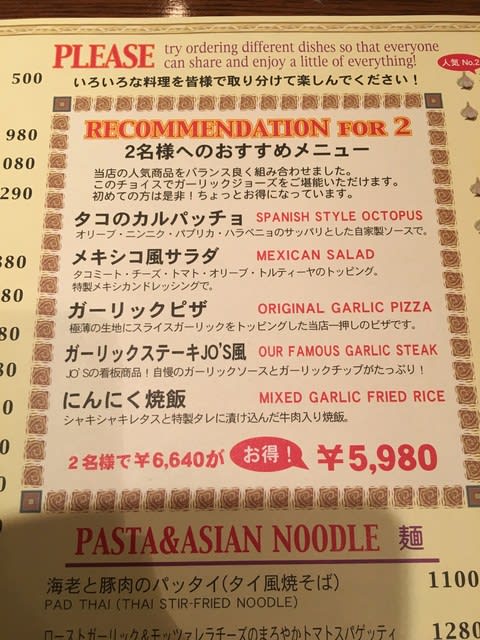 PLEASE try ordering different dishes so that everyone
can share and enjoy a little of everything!
いろいろな料理を皆様で取り分けて楽しんでください！
人気 No.2
500
980
080
290
380
80
80
RECOMMENDATION FOR 2
2名様へのおすすめメニュー
当店の人気商品をバランス良く組み合わせました。
このチョイスでガーリックジョーズをご堪能いただけます。
初めての方は是非！ちょっとお得になっています。
タコのカルパッチョ SPANISH STYLE OCTOPUS
オリーブ・ニンニク・パプリカ・ハラペニョのサッパリとした自家製ソースで。
メキシコ風サラダ MEXICAN SALAD
タコミート・チーズ・トマト・オリーブ・トルティーヤのトッピング。
特製メキシカンドレッシングで。
ガーリックピザ ORIGINAL GARLIC PIZZA
極薄の生地にスライスガーリックをトッピングした当店一押しのピザです。
ガーリックステーキJO'S風 OUR FAMOUS GARLIC STEAK
JO'Sの看板商品！自慢のガーリックソースとガーリックチップがたっぷり！
にんにく焼飯 MIXED GARLIC FRIED RICE
シャキシャキレタスと特製タレに漬け込んだ牛肉入り焼飯。
2名様で¥6,640が お得！ ¥5,980
PASTA&ASIAN NOODLE 麺
海老と豚肉のパッタイ(タイ風焼そば) 1100
PAD THAI (THAI STIR-FRIED NOODLE)
ローストガーリック&モッツァレラチーズのまろやかトマトスパゲッティ 1280